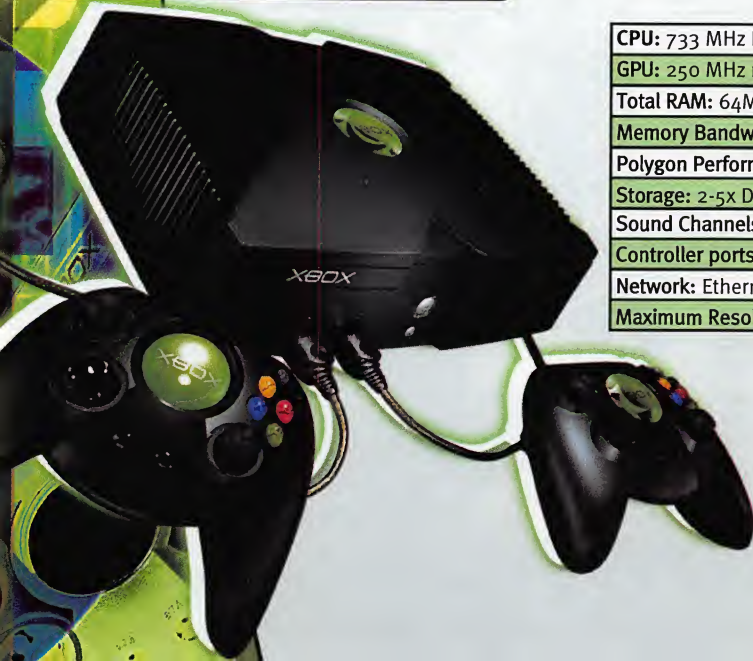 CPU: 733 MHz
GPU: 250 MHz
Total RAM: 64M
Memory Bandw
Polygon Perform
Storage: 2-5x D
Sound Channels
Controller ports
Network: Ethern
Maximum Reso
XBOX
XBOX